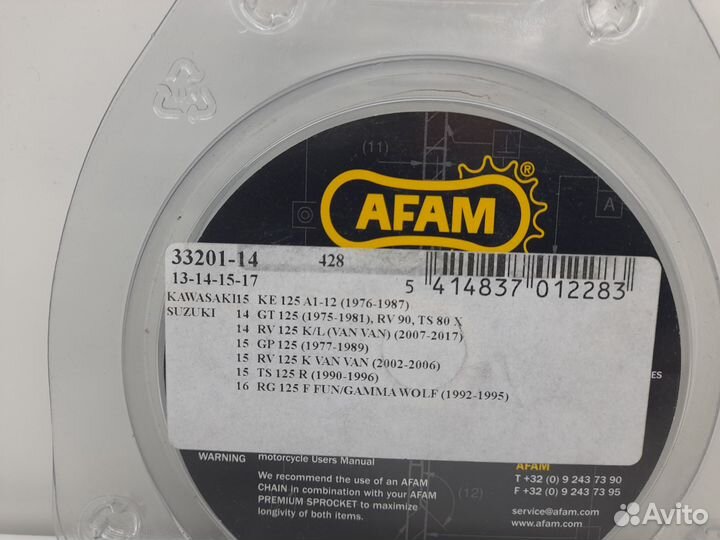 (11)
A
AFAM®
33201-14 428
13-14-15-17
5 414837 012283
KAWASAKI 15 KE 125 A1-12 (1976-1987)
SUZUKI 14 GT 125 (1975-1981), RV 90, TS 80 X
14 RV 125 K/L (VAN VAN) (2007-2017)
15 GP 125 (1977-1989)
15 RV 125 K VAN VAN (2002-2006)
15 TS 125 R (1990-1996)
16 RG 125 F FUN/GAMMA WOLF (1992-1995)
WARNING motorcycle Users Manual
We recommend the use of an AFAM
CHAIN in combination with your AFAM
PREMIUM SPROCKET to maximize
longivity of both items.
(12)
AFAM
T +32 (0) 9 243 73 90
F +32 (0) 9 243 73 95
service@afam.com
www.afam.com
Avito